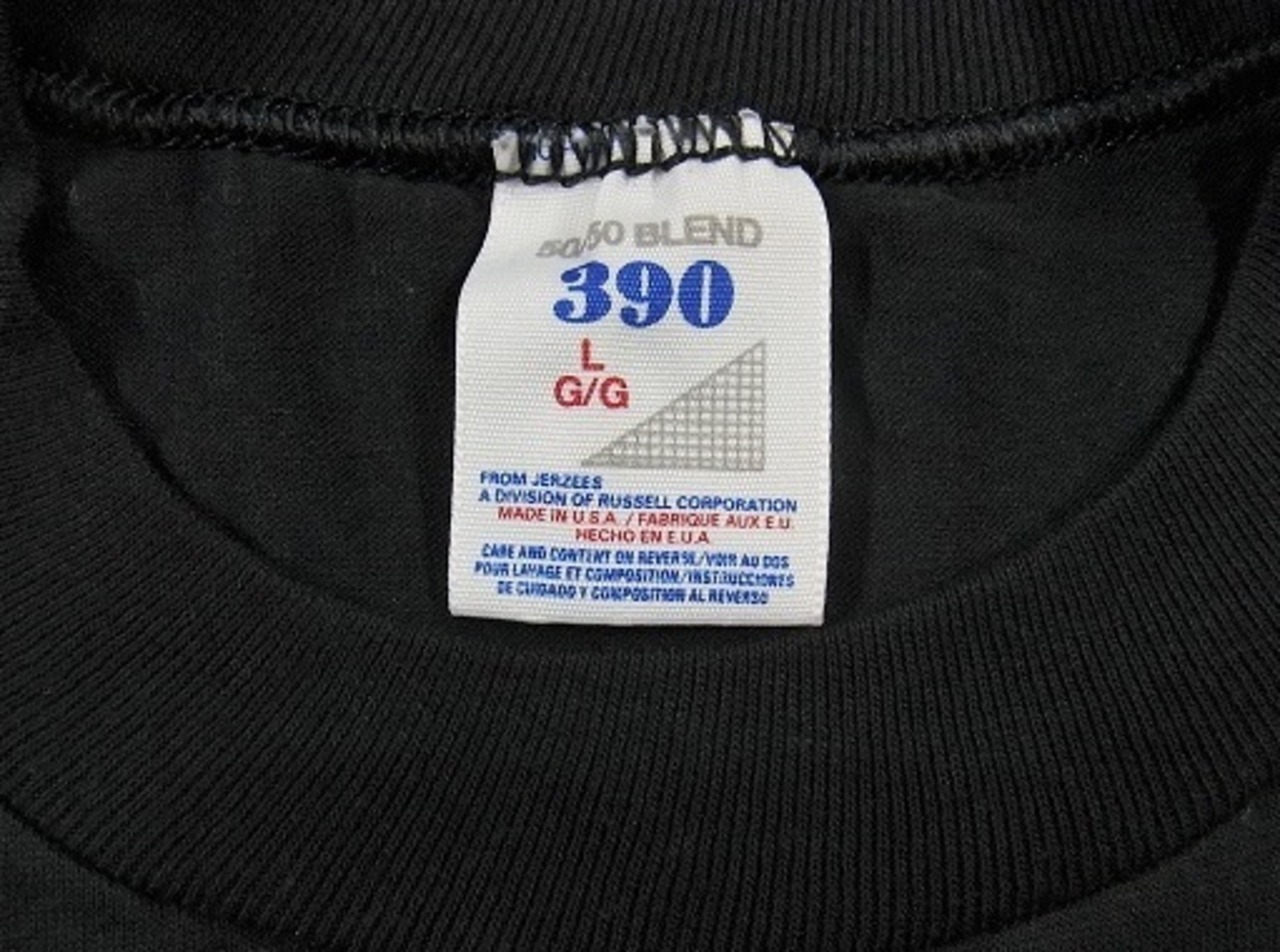 50/50 BLEND
390
L
G/G
FROM JERZEES
A DIVISION OF RUSSELL CORPORATION
MADE IN U.S.A. / FABRIQUE AUX E.U.
HECHO EN E.U.A.
CARE AND CONTENT ON REVERSE/VOIR AU DOS
POUR LAVAGE ET COMPOSITION/INSTRUCCIONES
DE CUIDADO Y COMPOSITION AL REVERSO